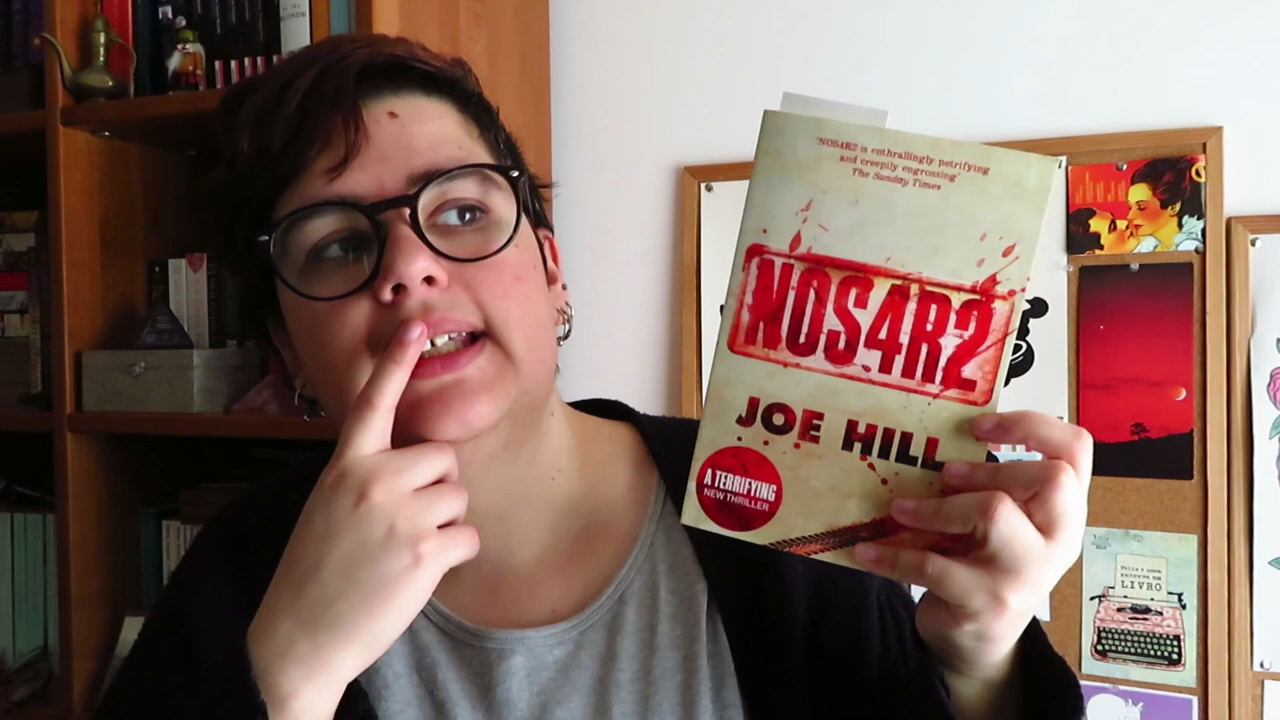 'NOS4R2 is enthrallingly petrifying
and creepily engrossing'
The Sunday Times
NOS4R2
JOE HILL
A TERRIFYING
NEW THRILLER
LIVRO